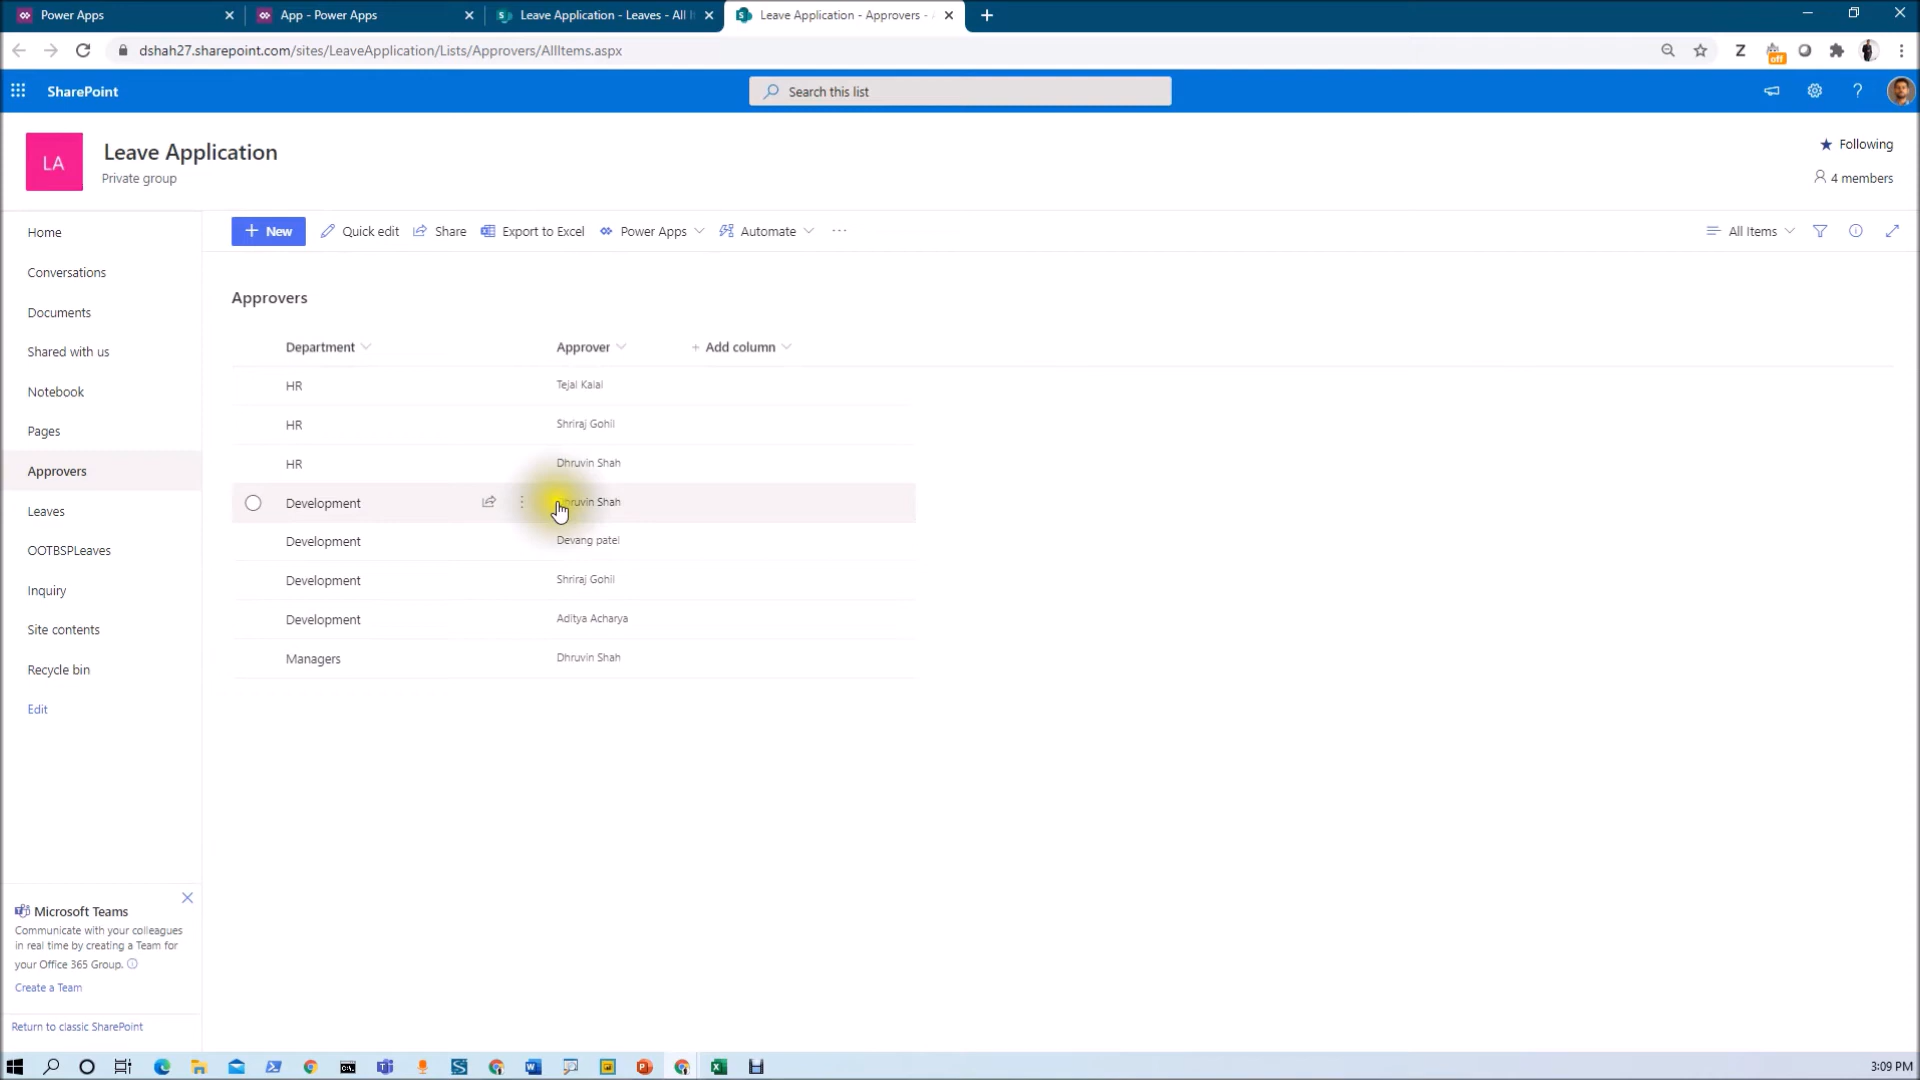 Power Apps
App - Power Apps
Leave Application - Leaves - All I
Leave Application - Approvers -
dshah27.sharepoint.com/sites/LeaveApplication/Lists/Approvers/AllItems.aspx
Z
off
SharePoint
Search this list
?
LA
Leave Application
Private group
Following
4 members
Home
Conversations
Documents
Shared with us
Notebook
Pages
Approvers
Leaves
OOTBSPLeaves
Inquiry
Site contents
Recycle bin
Edit
+ New
Quick edit
Share
Export to Excel
Power Apps
Automate
...
All Items
Approvers
Department Approver + Add column
HR Tejal Kalal
HR Shriraj Gohil
HR Dhruvin Shah
Development Dhruvin Shah
Development Devang patel
Development Shriraj Gohil
Development Aditya Acharya
Managers Dhruvin Shah
Microsoft Teams
Communicate with your colleagues
in real time by creating a Team for
your Office 365 Group.
Create a Team
Return to classic SharePoint
3:09 PM